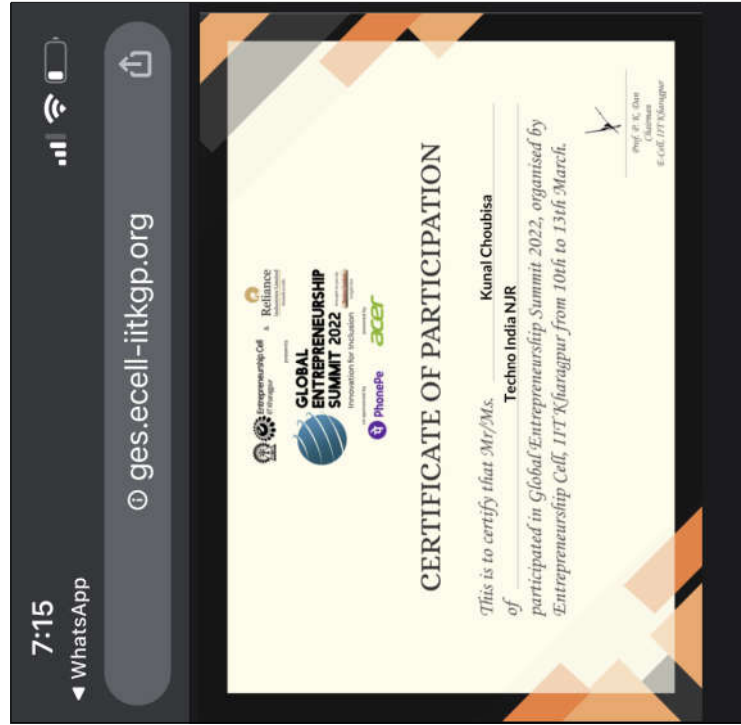 7:15
◀ WhatsApp
ges.ecell-iitkgp.org
Entrepreneurship Cell
IIT Kharagpur
&
Reliance
Industries Limited
presents
GLOBAL
ENTREPRENEURSHIP
SUMMIT 2022
Innovation for Inclusion
PhonePe
acer
CERTIFICATE OF PARTICIPATION
This is to certify that Mr/Ms. Kunal Choubisa
of Techno India NJR
participated in Global Entrepreneurship Summit 2022, organised by
Entrepreneurship Cell, IIT Kharagpur from 10th to 13th March.
Prof. P. K. Dan
Chairman
E-Cell, IIT Kharagpur